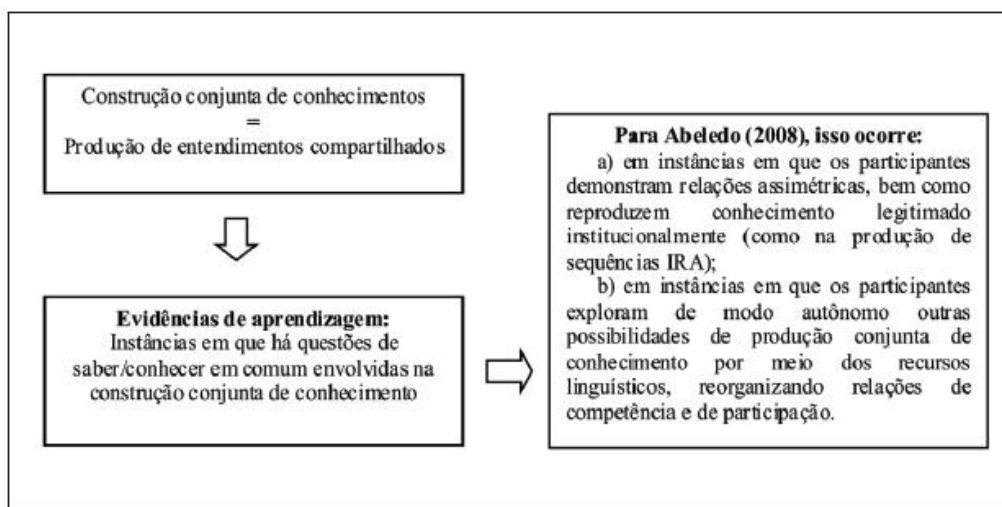 Construção conjunta de conhecimentos
=
Produção de entendimentos compartilhados
Evidências de aprendizagem:
Instâncias em que há questões de
saber/conhecer em comum envolvidas na
construção conjunta de conhecimento
Para Abeledo (2008), isso ocorre:
a) em instâncias em que os participantes
demonstram relações assimétricas, bem como
reproduzem conhecimento legitimado
institucionalmente (como na produção de
sequências IRA);
b) em instâncias em que os participantes
exploram de modo autônomo outras
possibilidades de produção conjunta de
conhecimento por meio dos recursos
linguísticos, reorganizando relações de
competência e de participação.